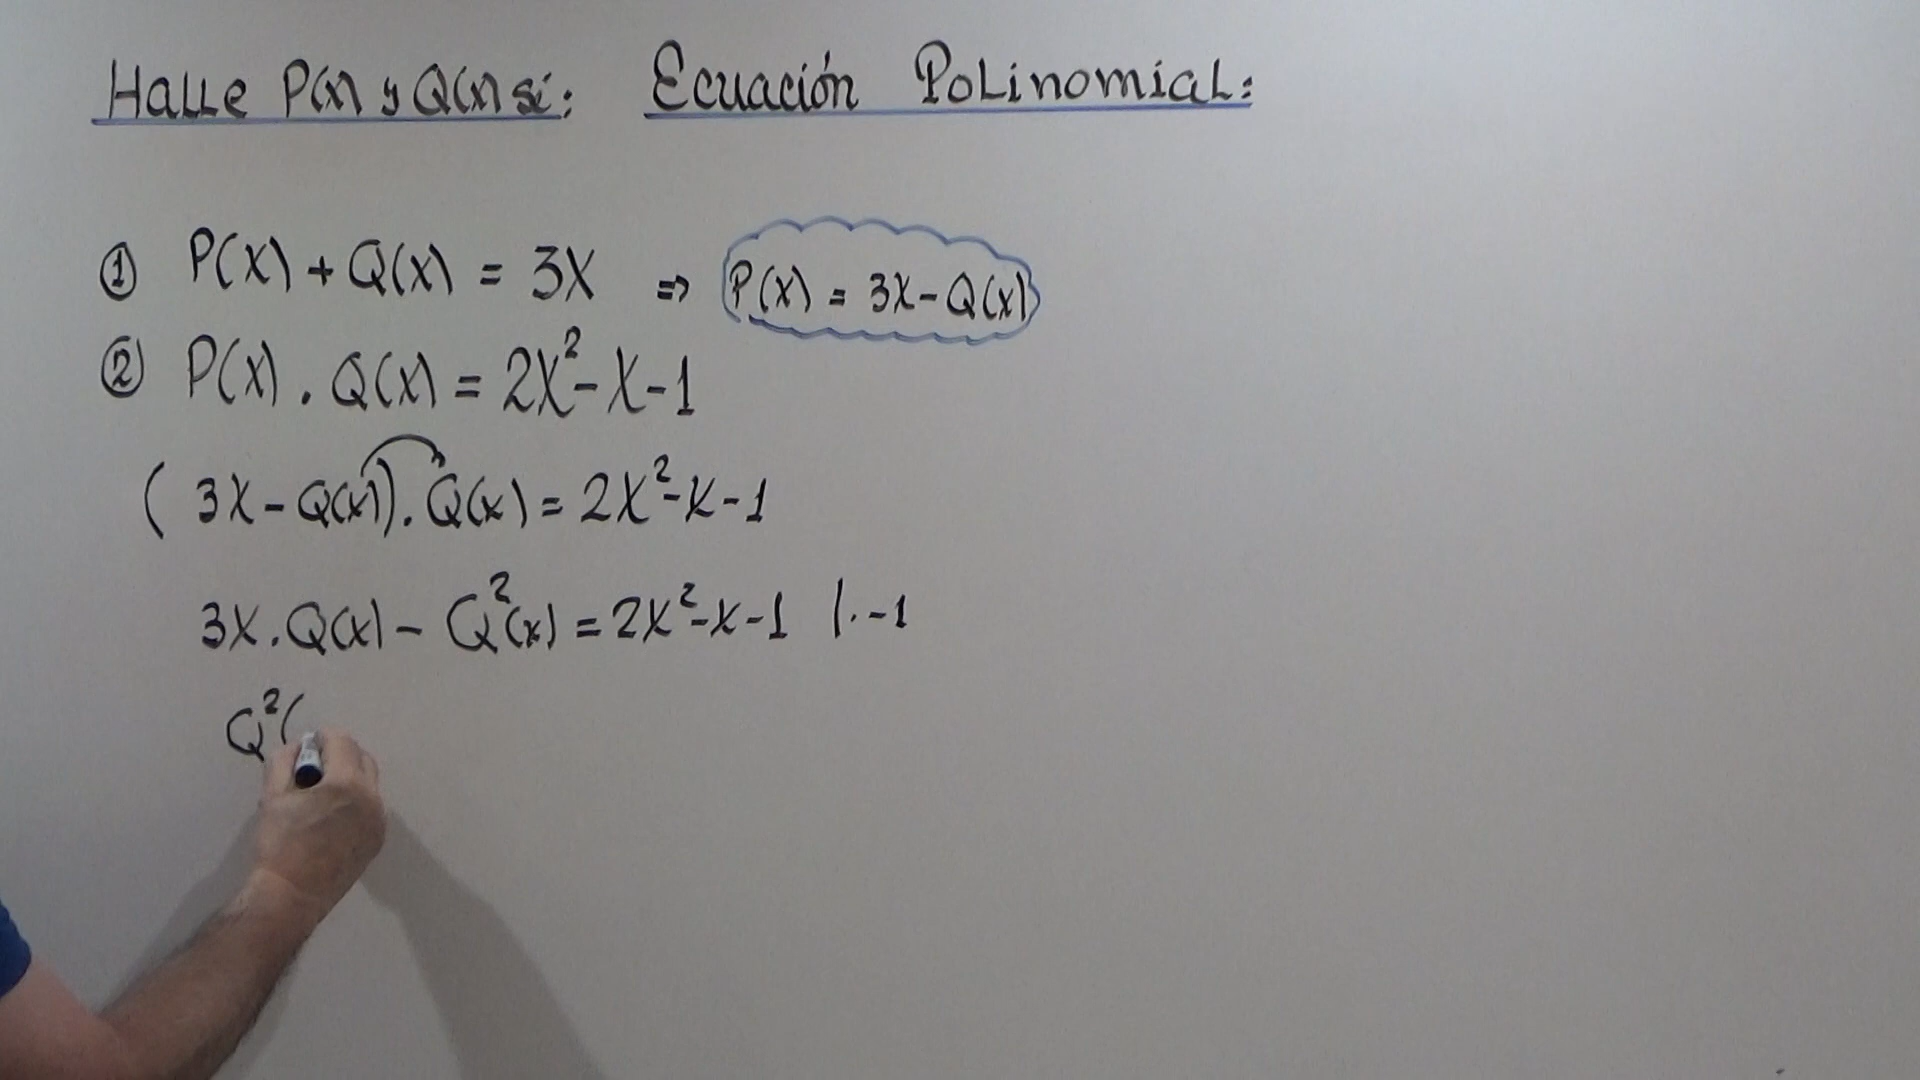 Halle P(x) y Q(x) si: Ecuación Polinomial:
① P(x) + Q(x) = 3x ⇒ P(x) = 3x - Q(x)
② P(x) . Q(x) = 2x² - x - 1
( 3x - Q(x) ) . Q(x) = 2x² - x - 1
3x . Q(x) - Q²(x) = 2x² - x - 1 | . -1
Q²(